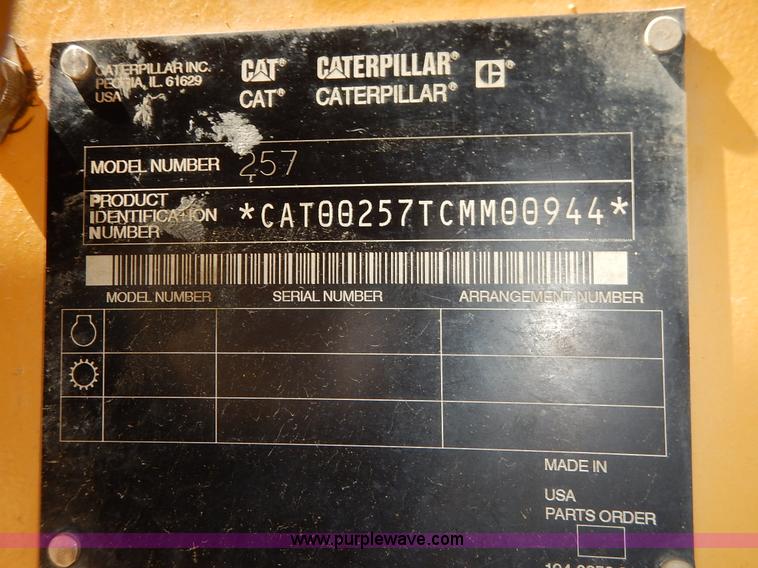 CATERPILLAR INC.
PEORIA, IL. 61629
USA
CAT® CATERPILLAR® ®
CAT® CATERPILLAR®
MODEL NUMBER 257
PRODUCT
IDENTIFICATION
NUMBER
*CAT00257TCMM00944*
MODEL NUMBER SERIAL NUMBER ARRANGEMENT NUMBER
MADE IN
USA
PARTS ORDER
www.purplewave.com